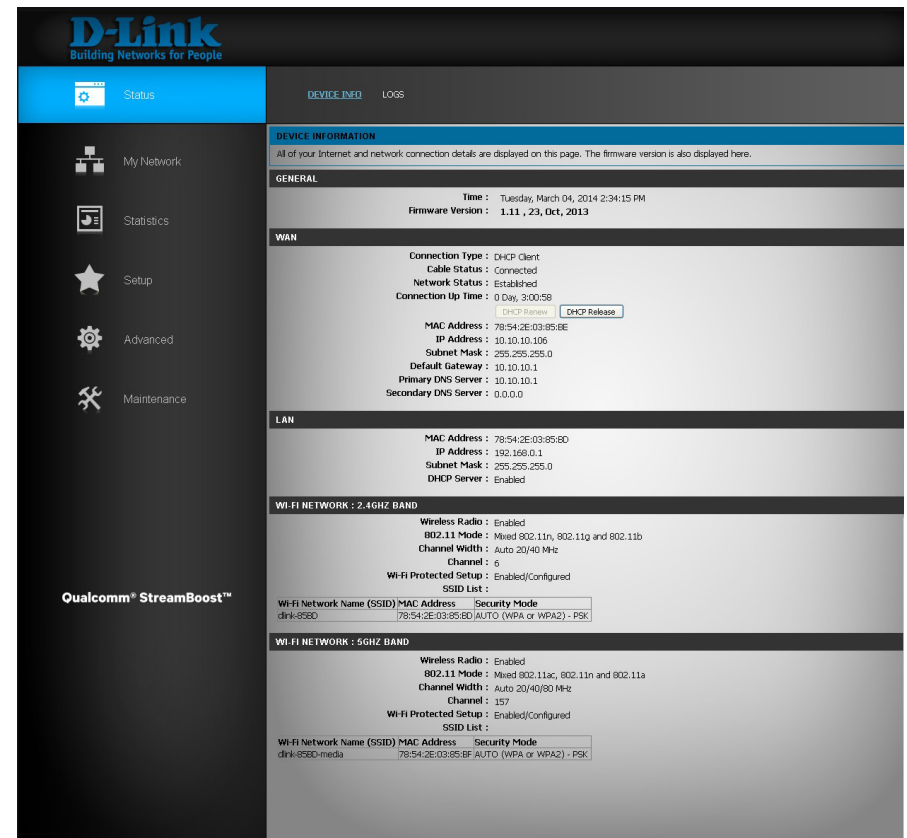 D-Link
Building Networks for People
Status
DEVICE INFO LOGS
My Network
Statistics
Setup
Advanced
Maintenance
Qualcomm® StreamBoost™
DEVICE INFORMATION
All of your Internet and network connection details are displayed on this page. The firmware version is also displayed here.
GENERAL
Time : Tuesday, March 04, 2014 2:34:15 PM
Firmware Version : 1.11 , 23, Oct, 2013
WAN
Connection Type : DHCP Client
Cable Status : Connected
Network Status : Established
Connection Up Time : 0 Day, 3:00:58
DHCP Renew DHCP Release
MAC Address : 78:54:2E:03:85:BE
IP Address : 10.10.10.106
Subnet Mask : 255.255.255.0
Default Gateway : 10.10.10.1
Primary DNS Server : 10.10.10.1
Secondary DNS Server : 0.0.0.0
LAN
MAC Address : 78:54:2E:03:85:BD
IP Address : 192.168.0.1
Subnet Mask : 255.255.255.0
DHCP Server : Enabled
WI-FI NETWORK : 2.4GHZ BAND
Wireless Radio : Enabled
802.11 Mode : Mixed 802.11n, 802.11g and 802.11b
Channel Width : Auto 20/40 MHz
Channel : 6
Wi-Fi Protected Setup : Enabled/Configured
SSID List :
Wi-Fi Network Name (SSID) MAC Address Security Mode
dlink-85BD 78:54:2E:03:85:BD AUTO (WPA or WPA2) - PSK
WI-FI NETWORK : 5GHZ BAND
Wireless Radio : Enabled
802.11 Mode : Mixed 802.11ac, 802.11n and 802.11a
Channel Width : Auto 20/40/80 MHz
Channel : 157
Wi-Fi Protected Setup : Enabled/Configured
SSID List :
Wi-Fi Network Name (SSID) MAC Address Security Mode
dlink-85BD-media 78:54:2E:03:85:BF AUTO (WPA or WPA2) - PSK